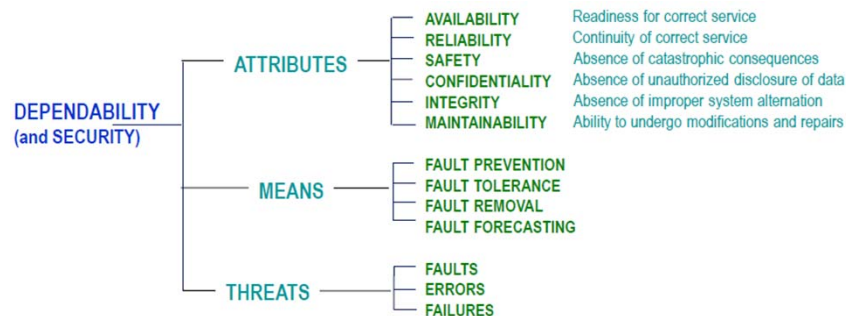 AVAILABILITY Readiness for correct service
RELIABILITY Continuity of correct service
ATTRIBUTES SAFETY Absence of catastrophic consequences
CONFIDENTIALITY Absence of unauthorized disclosure of data
INTEGRITY Absence of improper system alternation
DEPENDABILITY
(and SECURITY)
MAINTAINABILITY Ability to undergo modifications and repairs
FAULT PREVENTION
MEANS FAULT TOLERANCE
FAULT REMOVAL
FAULT FORECASTING
FAULTS
THREATS ERRORS
FAILURES